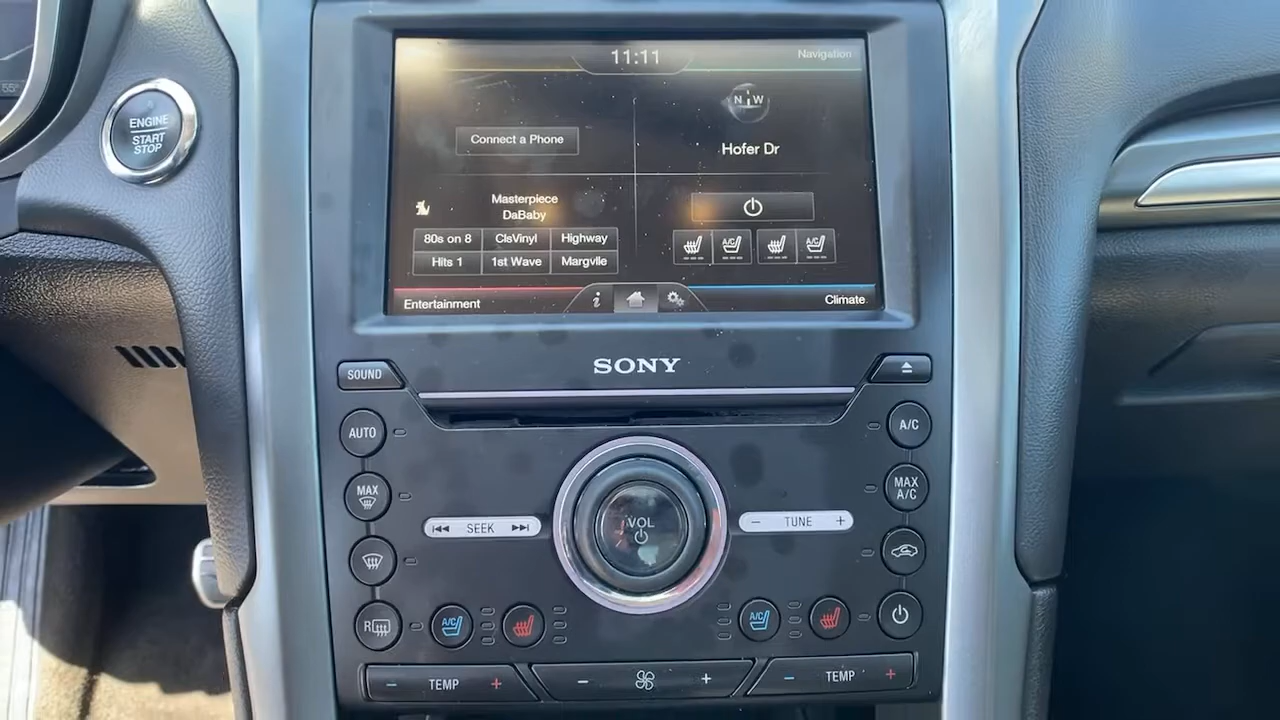 11:11
Navigation
55°
ENGINE
START
STOP
Connect a Phone
N W
Hofer Dr
Masterpiece
DaBaby
80s on 8 ClsVinyl Highway
Hits 1 1st Wave Margvlle
A/C A/C
Entertainment
i
Climate
SONY
SOUND
AUTO
A/C
MAX
MAX
A/C
SEEK
VOL
− TUNE +
R
A/C
A/C
− TEMP +
− +
− TEMP +